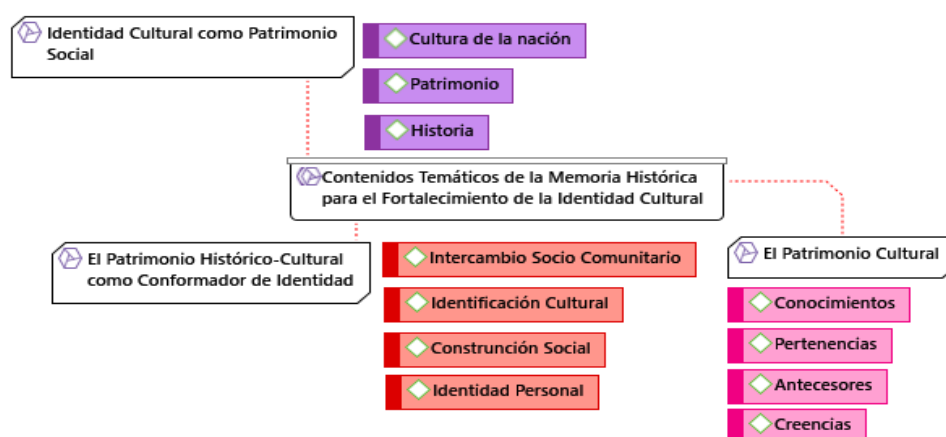 Identidad Cultural como Patrimonio
Social
Cultura de la nación
Patrimonio
Historia
Contenidos Temáticos de la Memoria Histórica
para el Fortalecimiento de la Identidad Cultural
El Patrimonio Histórico-Cultural
como Conformador de Identidad
Intercambio Socio Comunitario
Identificación Cultural
Construnción Social
Identidad Personal
El Patrimonio Cultural
Conocimientos
Pertenencias
Antecesores
Creencias